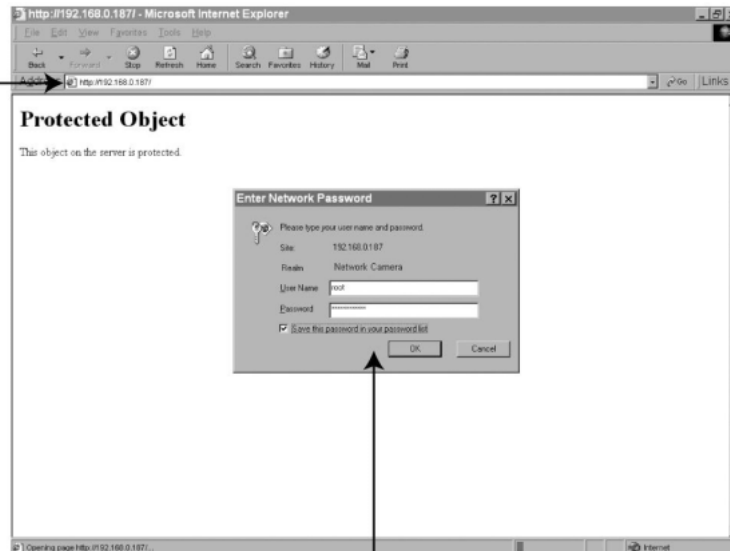 http://192.168.0.187/ - Microsoft Internet Explorer
File Edit View Favorites Tools Help
Back Forward Stop Refresh Home Search Favorites History Mail Print
Address http://192.168.0.187/ Go Links
Protected Object
This object on the server is protected.
Enter Network Password
Please type your user name and password.
Site: 192.168.0.187
Realm Network Camera
User Name root
Password *************
Save this password in your password list
OK Cancel
Opening page http://192.168.0.187/... Internet